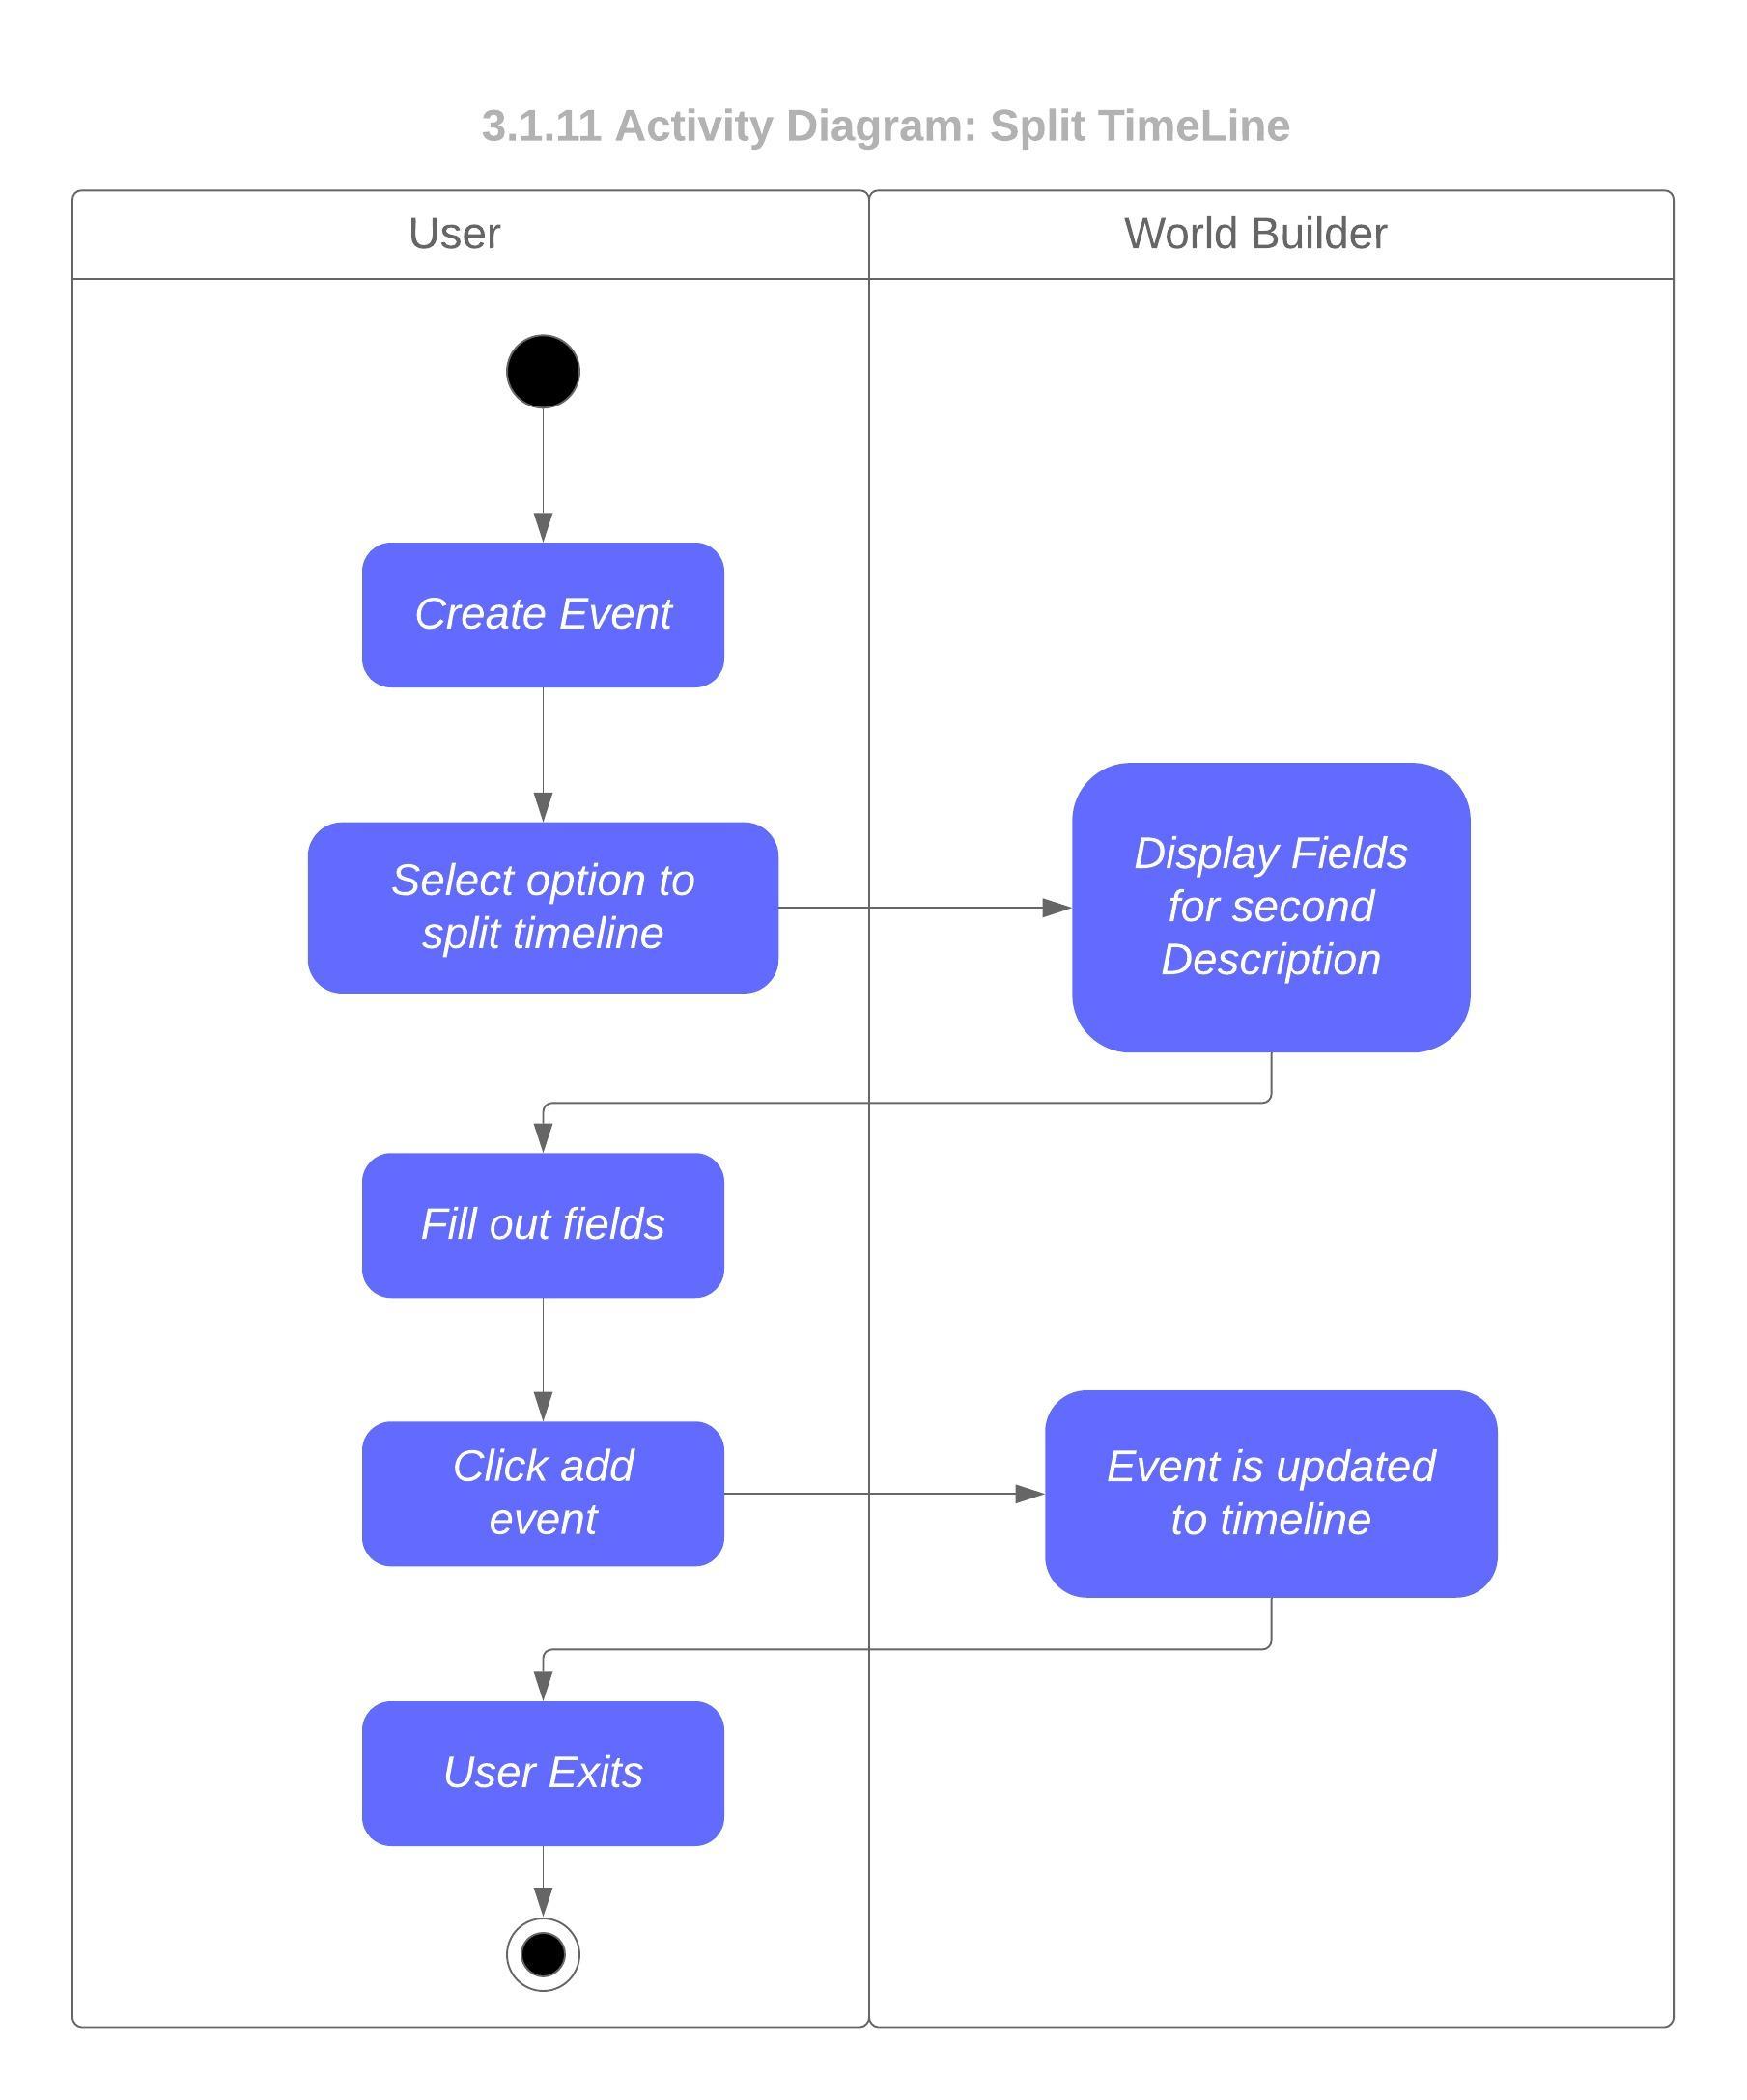 3.1.11 Activity Diagram: Split TimeLine
User
World Builder
Create Event
Select option to
split timeline
Display Fields
for second
Description
Fill out fields
Click add
event
Event is updated
to timeline
User Exits